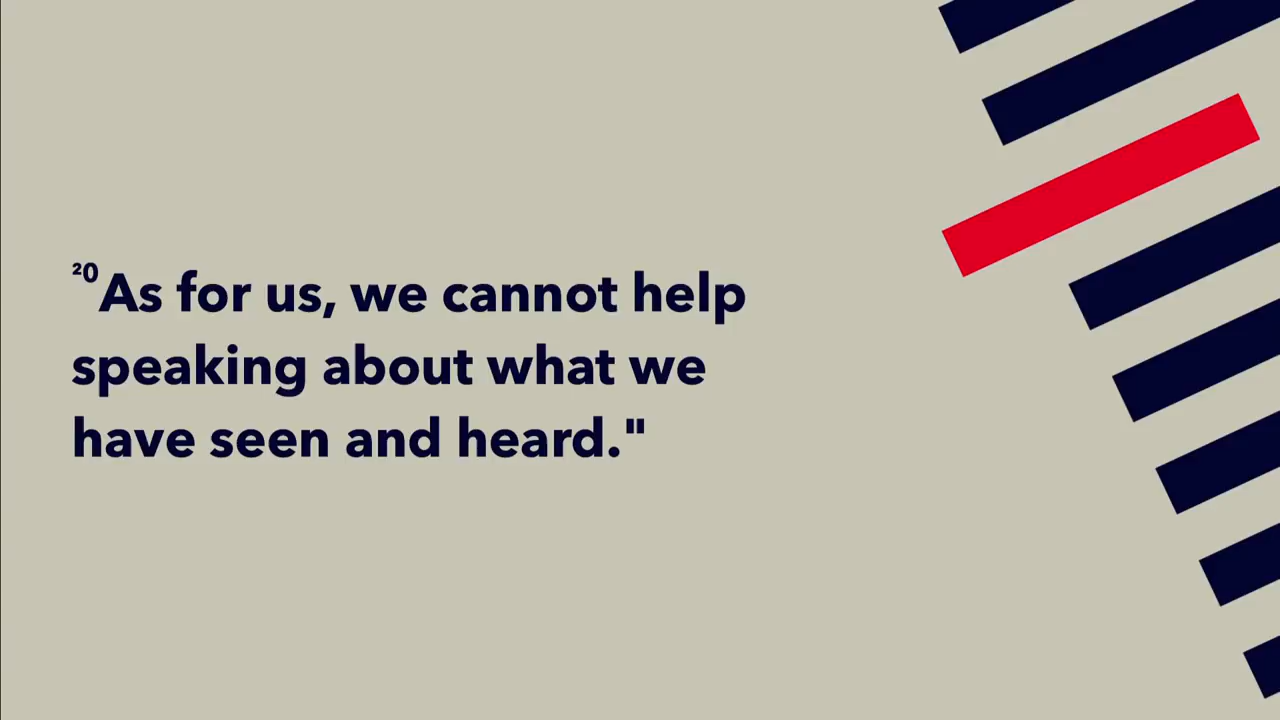 ²⁰As for us, we cannot help
speaking about what we
have seen and heard."